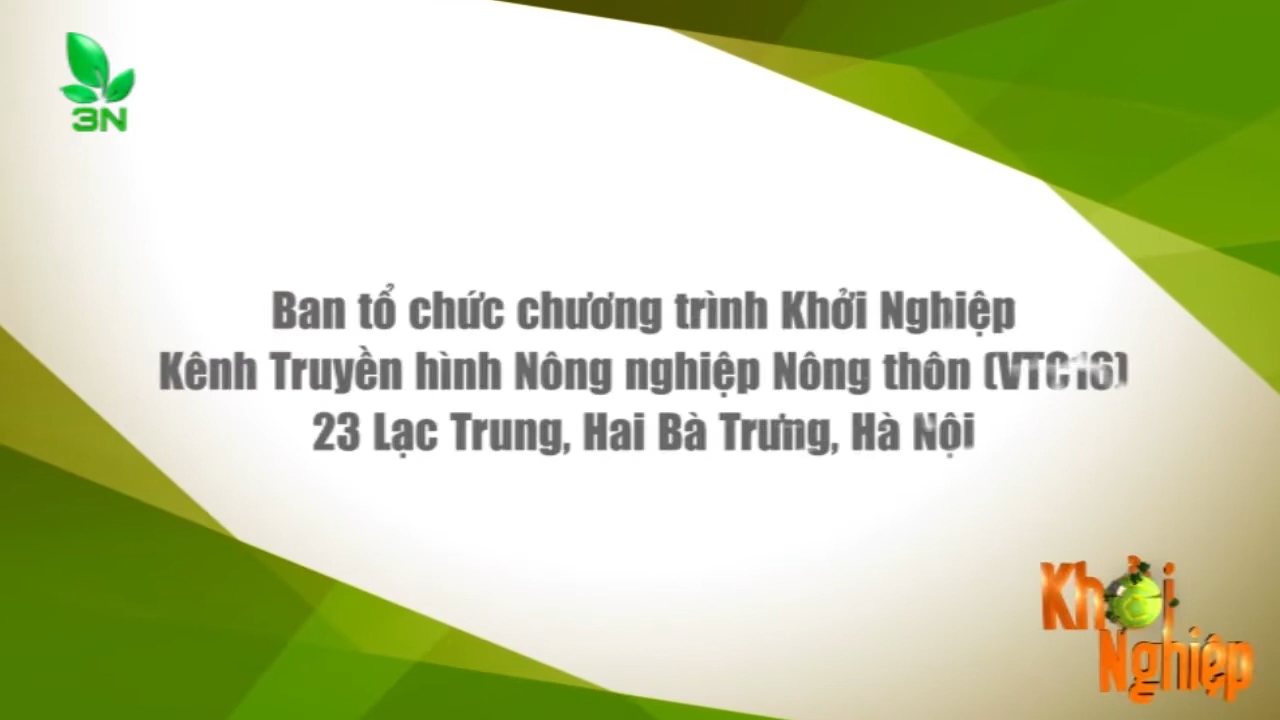 3N
Ban tổ chức chương trình Khởi Nghiệp
Kênh Truyền hình Nông nghiệp Nông thôn (VTC16)
23 Lạc Trung, Hai Bà Trưng, Hà Nội
Khởi
Nghiệp